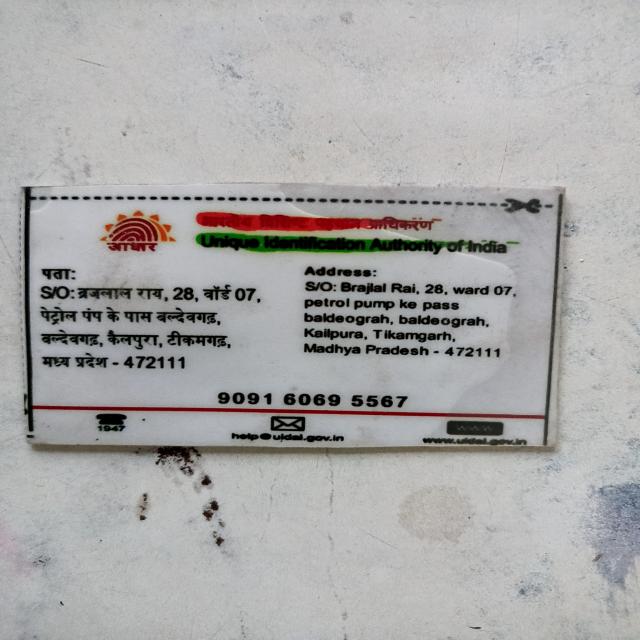 आधार
प्राधिकरण
Unique Identification Authority of India
पता:
S/O: ब्रजलाल राय, 28, वॉर्ड 07,
पेट्रोल पंप के पास बल्देवगढ़,
बल्देवगढ़, कैलपुरा, टीकमगढ़,
मध्य प्रदेश - 472111
Address:
S/O: Brajlal Rai, 28, ward 07,
petrol pump ke pass
baldeograh, baldeograh,
Kailpura, Tikamgarh,
Madhya Pradesh - 472111
9091 6069 5567
1947
help@uidai.gov.in
www.uidai.gov.in